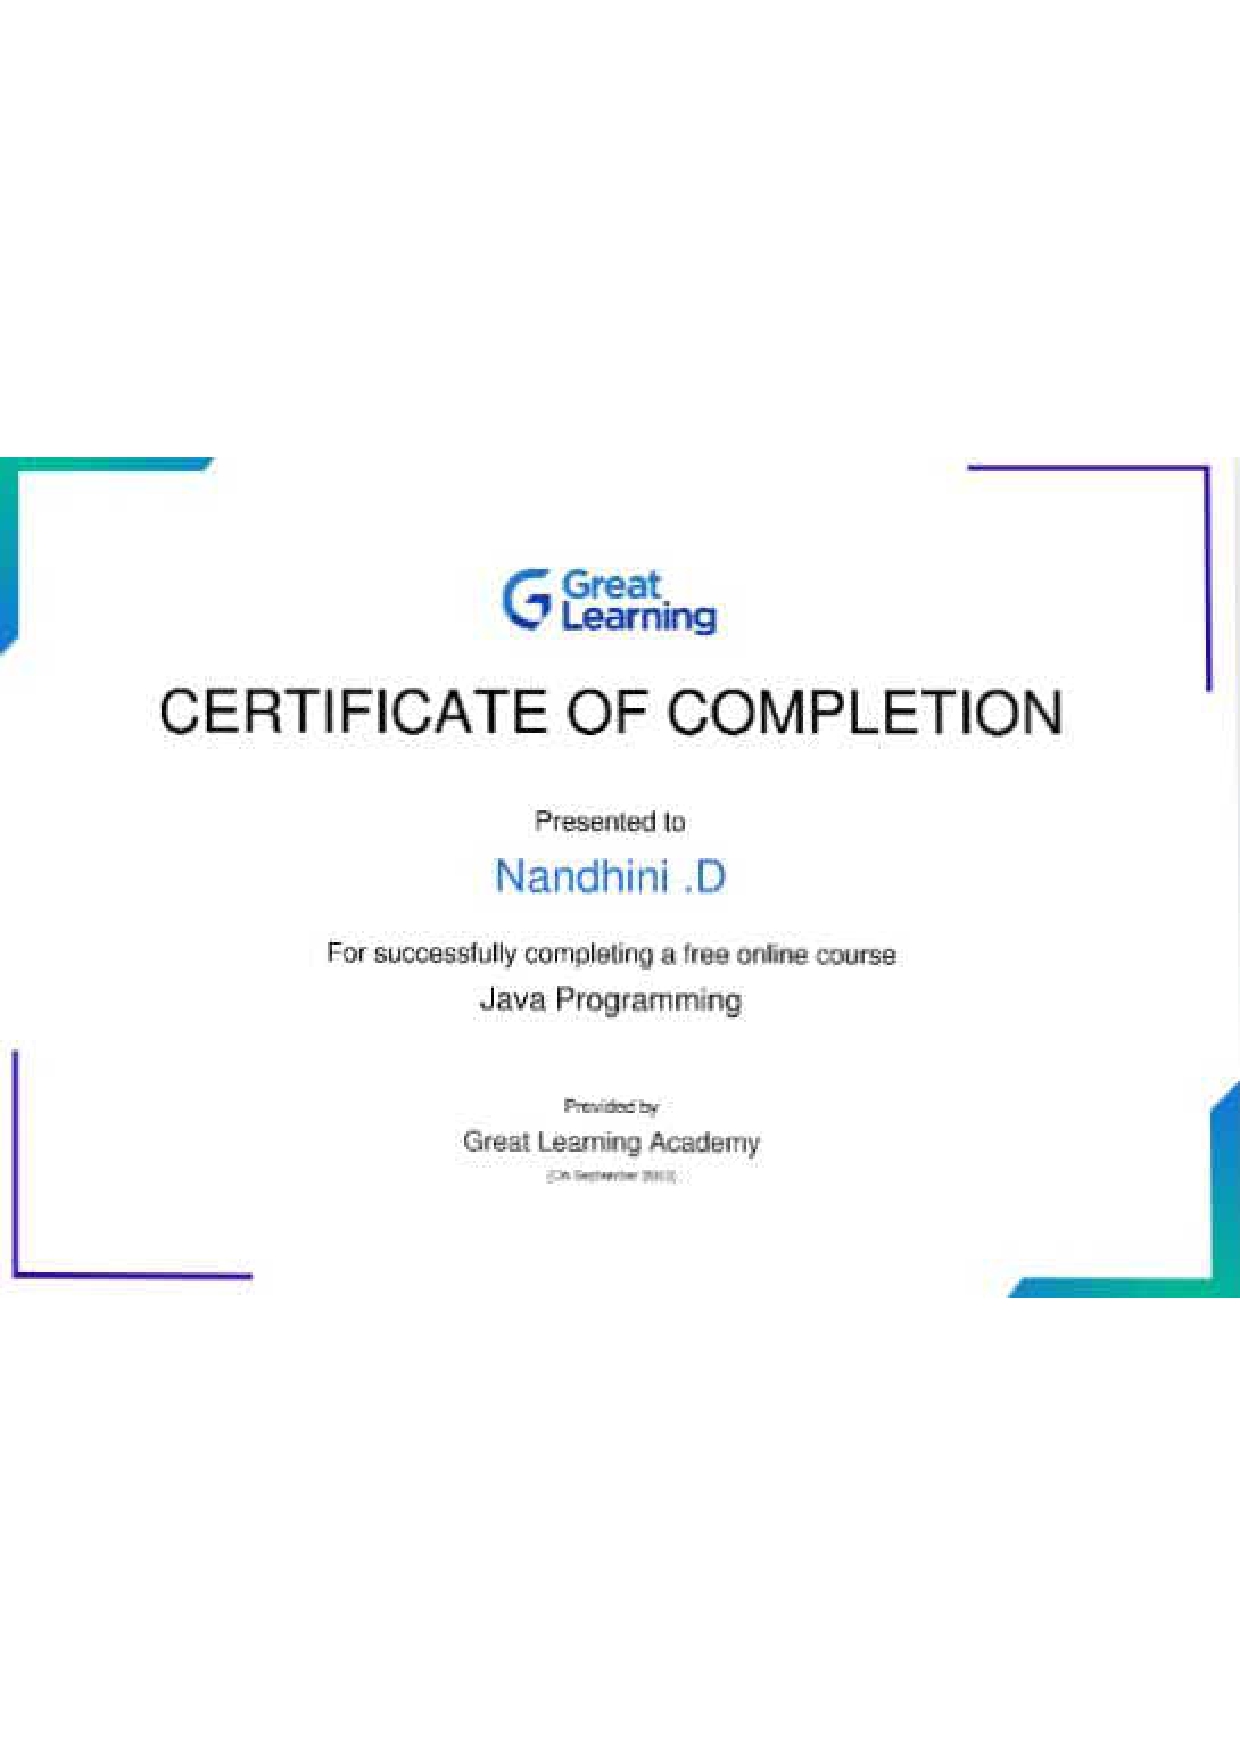 Great
Learning
CERTIFICATE OF COMPLETION
Presented to
Nandhini .D
For successfully completing a free online course
Java Programming
Provided by
Great Learning Academy
September